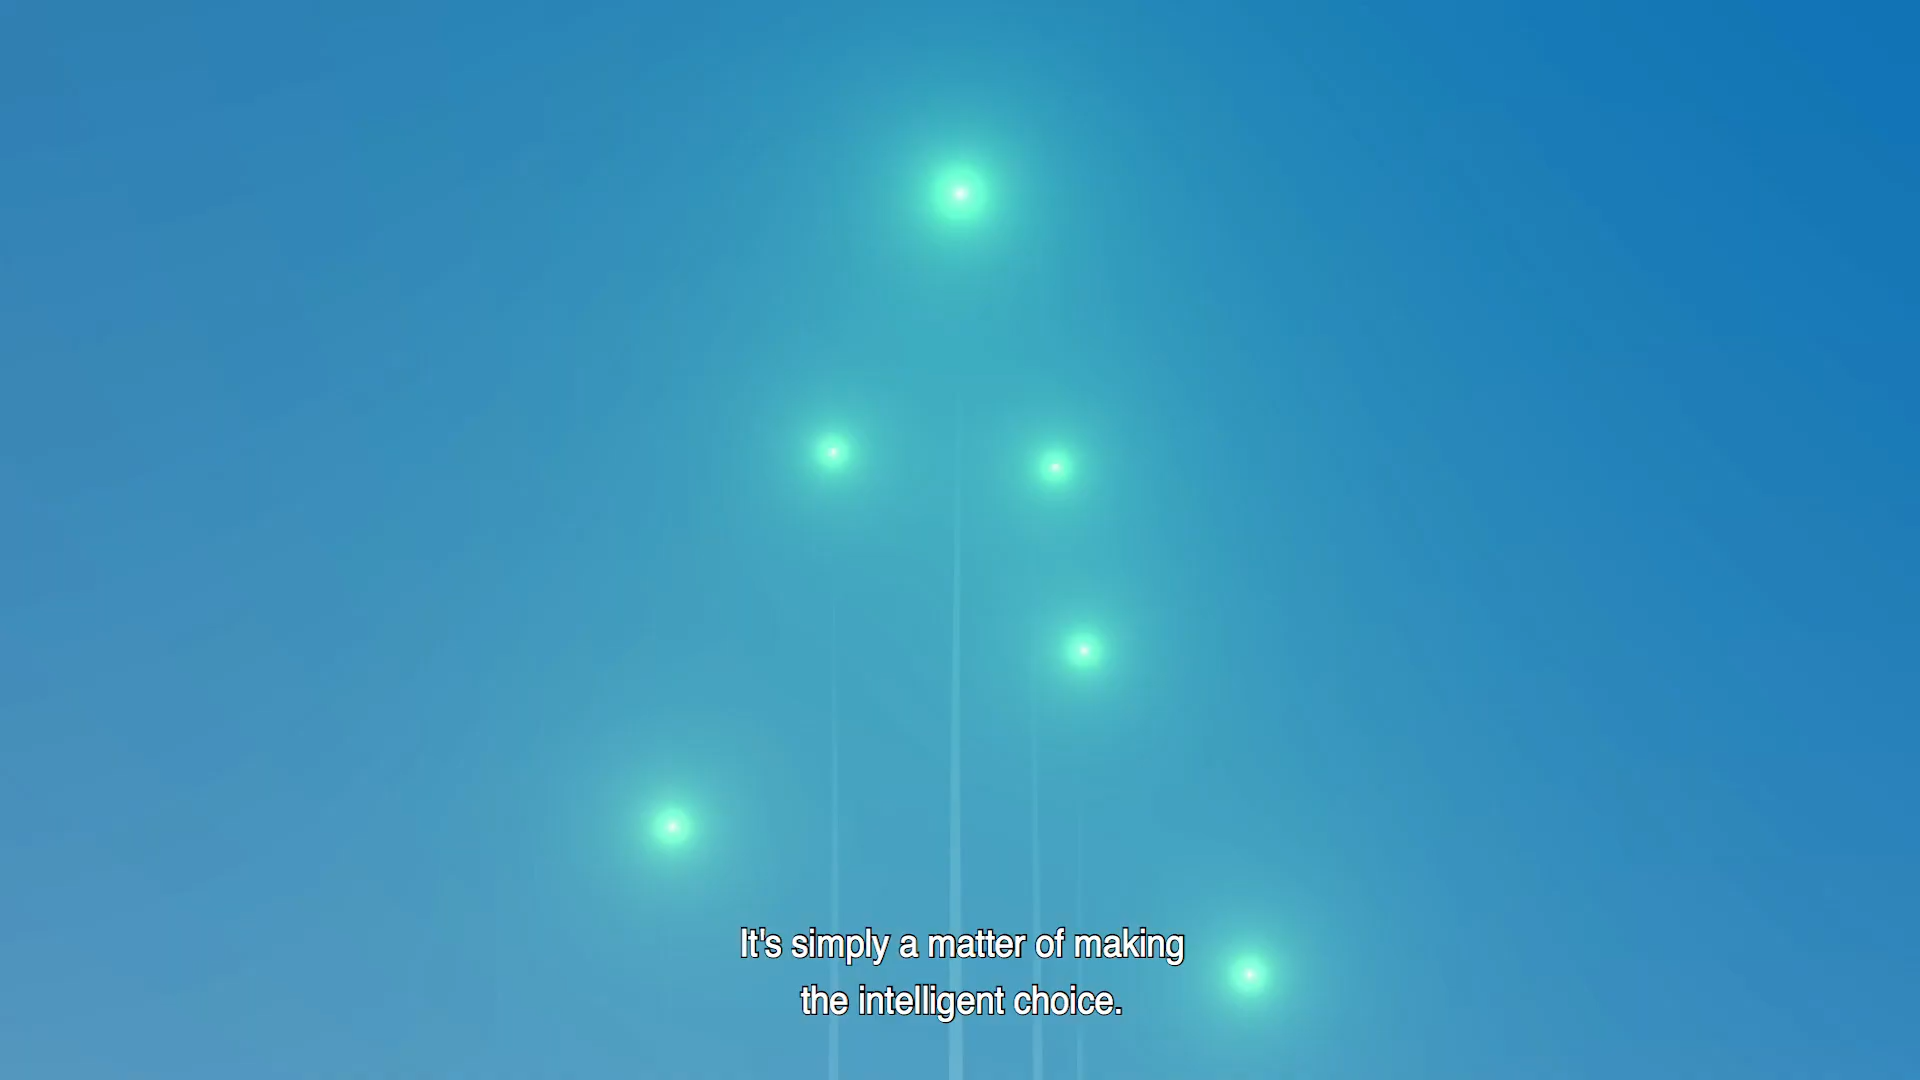 It's simply a matter of making
the intelligent choice.